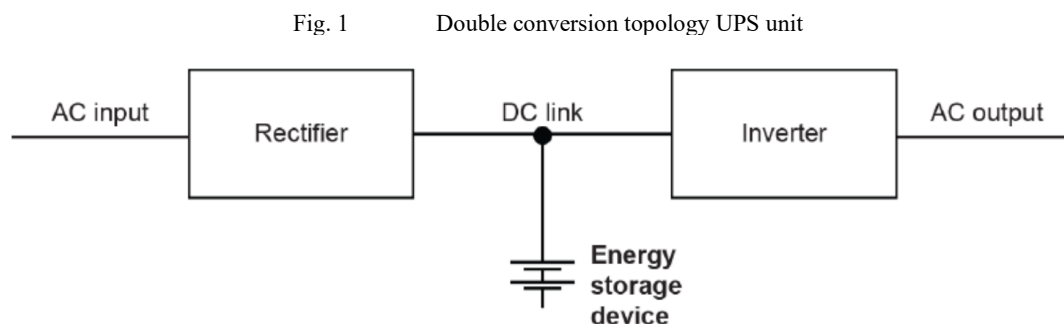 Fig. 1 Double conversion topology UPS unit
AC input
Rectifier
DC link
Inverter
AC output
Energy
storage
device